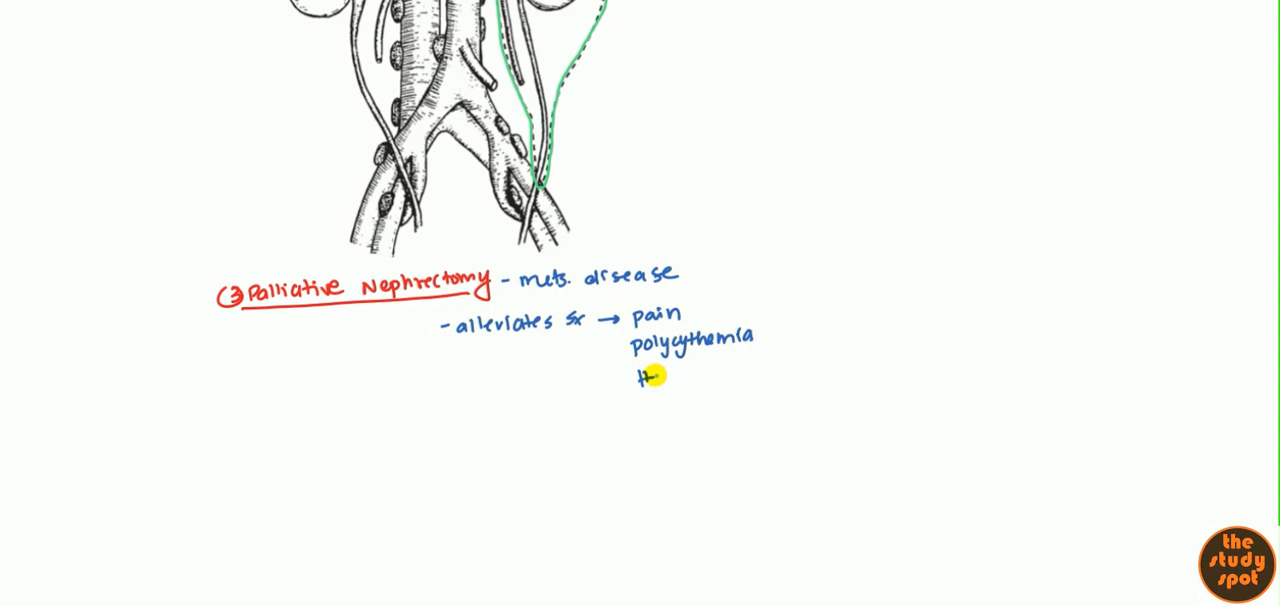 ③ Palliative Nephrectomy - mets. disease
- alleviates sx → pain
polycythemia
H
the
study
spot